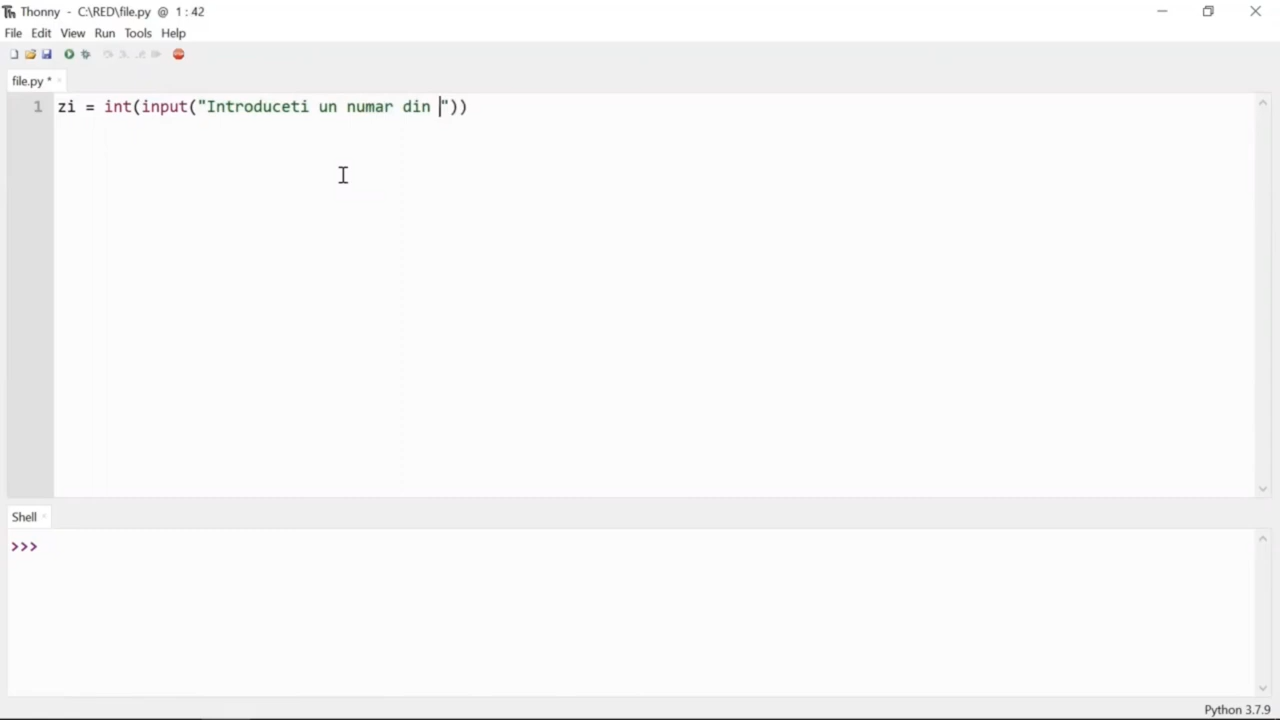 Thonny - C:\RED\file.py @ 1 : 42
File Edit View Run Tools Help
file.py *
1 zi = int(input("Introduceti un numar din "))
Shell
>>>
Python 3.7.9